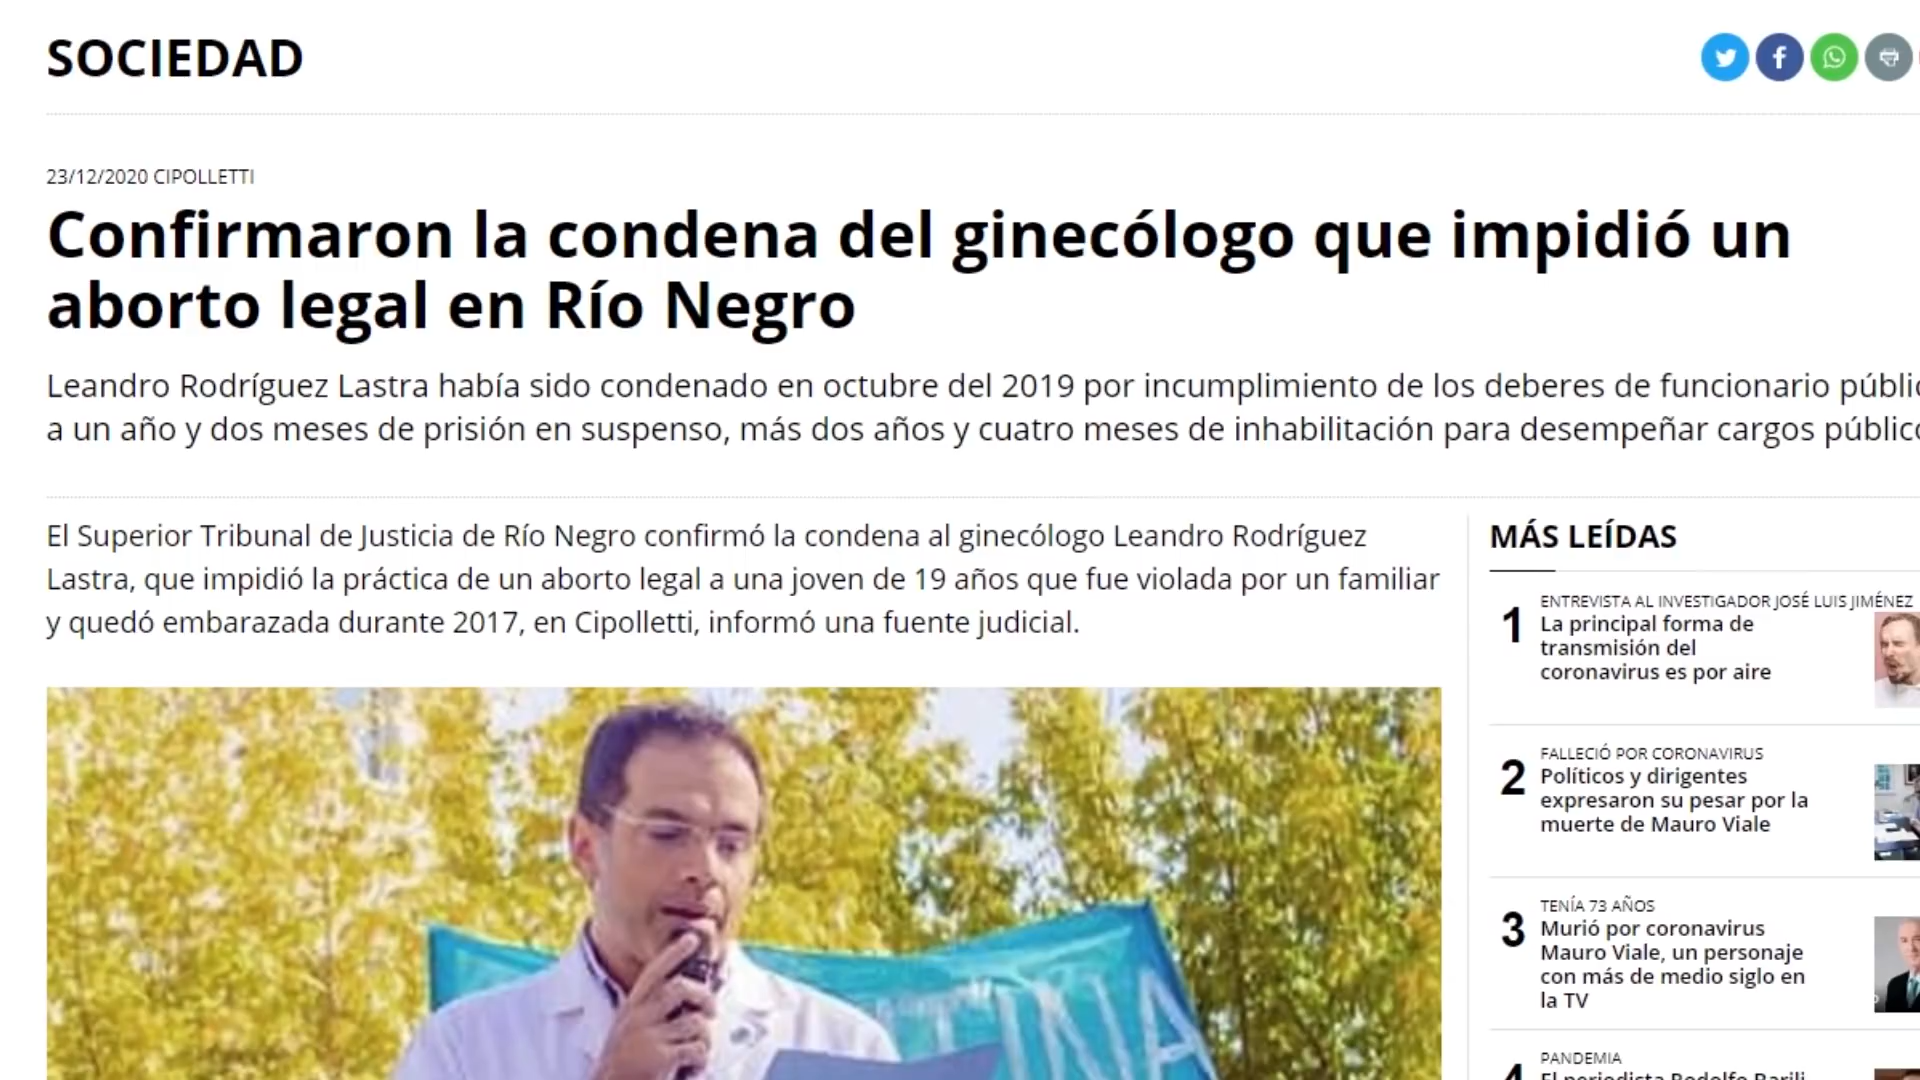 SOCIEDAD
23/12/2020 CIPOLLETTI
Confirmaron la condena del ginecólogo que impidió un
aborto legal en Río Negro
Leandro Rodríguez Lastra había sido condenado en octubre del 2019 por incumplimiento de los deberes de funcionario públic
a un año y dos meses de prisión en suspenso, más dos años y cuatro meses de inhabilitación para desempeñar cargos público
El Superior Tribunal de Justicia de Río Negro confirmó la condena al ginecólogo Leandro Rodríguez
Lastra, que impidió la práctica de un aborto legal a una joven de 19 años que fue violada por un familiar
y quedó embarazada durante 2017, en Cipolletti, informó una fuente judicial.
MÁS LEÍDAS
1
ENTREVISTA AL INVESTIGADOR JOSÉ LUIS JIMÉNEZ
La principal forma de
transmisión del
coronavirus es por aire
2
FALLECIÓ POR CORONAVIRUS
Políticos y dirigentes
expresaron su pesar por la
muerte de Mauro Viale
3
TENÍA 73 AÑOS
Murió por coronavirus
Mauro Viale, un personaje
con más de medio siglo en
la TV
4
PANDEMIA
El periodista Rodolfo Barili